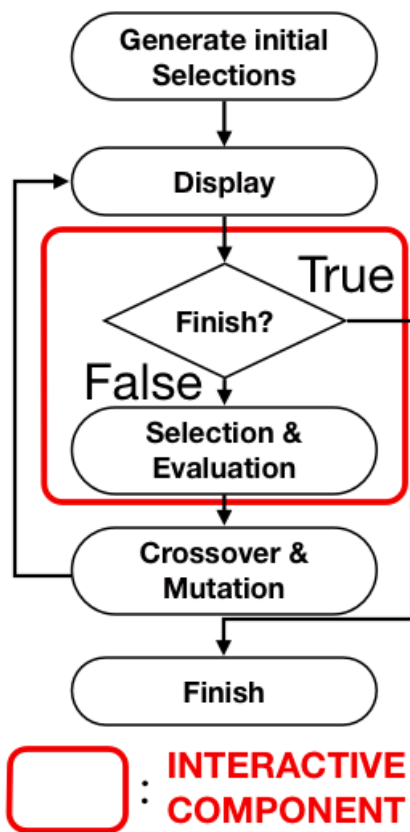 Generate initial
Selections
Display
True
Finish?
False
Selection &
Evaluation
Crossover &
Mutation
Finish
: INTERACTIVE
COMPONENT